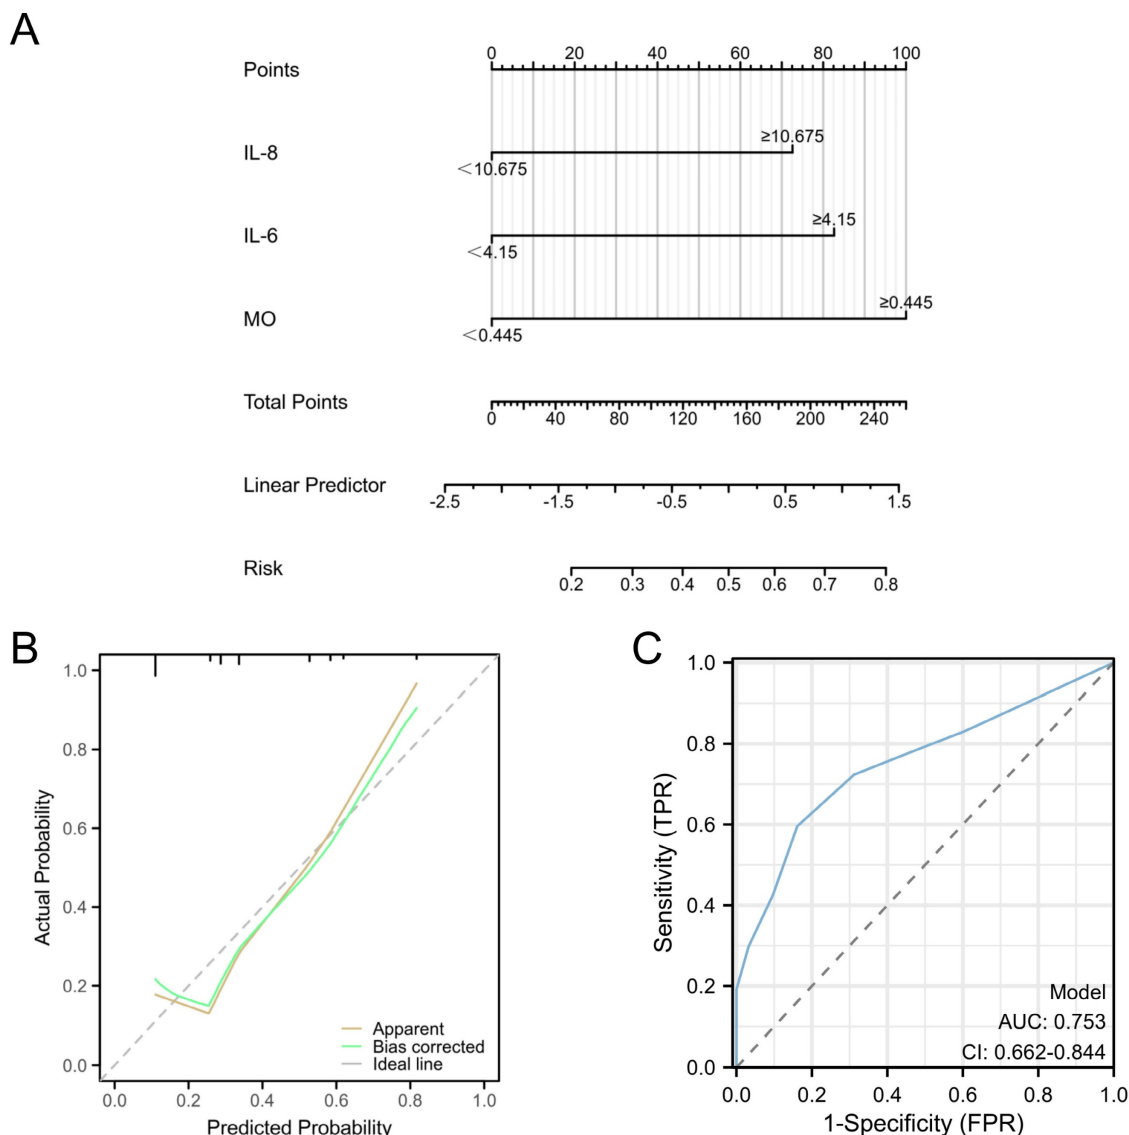 A
Points
0 20 40 60 80 100
IL-8
≥10.675
<10.675
IL-6
≥4.15
<4.15
MO
≥0.445
<0.445
Total Points
0 40 80 120 160 200 240
Linear Predictor
-2.5 -1.5 -0.5 0.5 1.5
Risk
0.2 0.3 0.4 0.5 0.6 0.7 0.8
B
1.0
0.8
0.6
0.4
0.2
0.0
Actual Probability
Apparent
Bias corrected
Ideal line
0.0 0.2 0.4 0.6 0.8 1.0
Predicted Probability
C
1.0
0.8
0.6
0.4
0.2
0.0
Sensitivity (TPR)
Model
AUC: 0.753
CI: 0.662-0.844
0.0 0.2 0.4 0.6 0.8 1.0
1-Specificity (FPR)